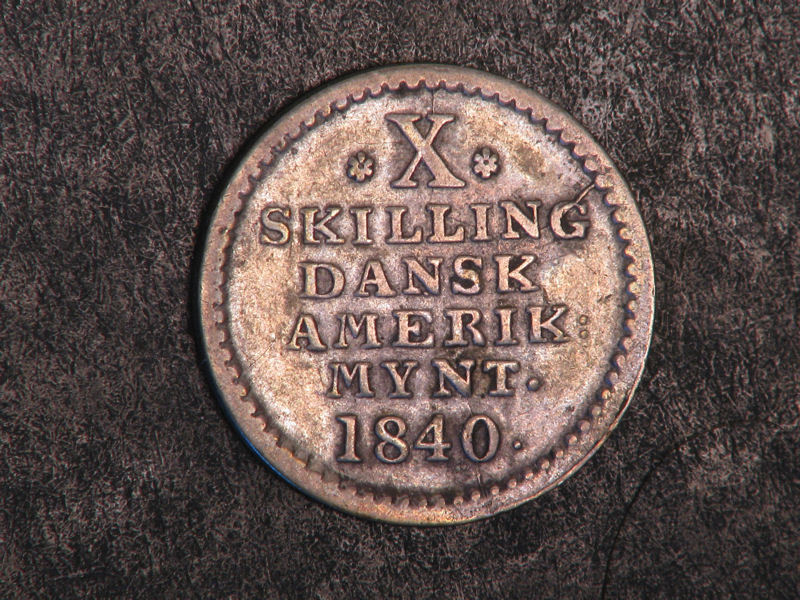 X
SKILLING
DANSK
AMERIK:
MYNT.
1840.